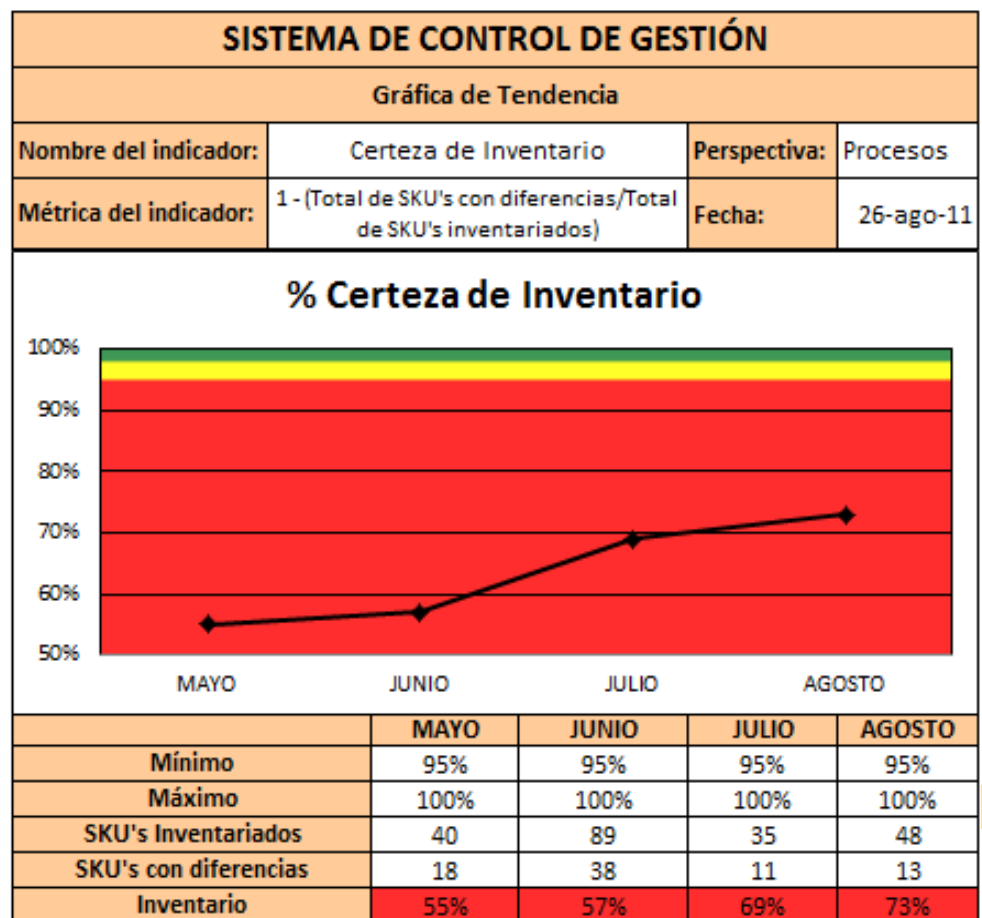 SISTEMA DE CONTROL DE GESTIÓN
Gráfica de Tendencia
Nombre del indicador: Certeza de Inventario Perspectiva: Procesos
Métrica del indicador: 1 - (Total de SKU's con diferencias/Total de SKU's inventariados) Fecha: 26-ago-11
% Certeza de Inventario
100%
90%
80%
70%
60%
50%
MAYO JUNIO JULIO AGOSTO
MAYO JUNIO JULIO AGOSTO
Mínimo 95% 95% 95% 95%
Máximo 100% 100% 100% 100%
SKU's Inventariados 40 89 35 48
SKU's con diferencias 18 38 11 13
Inventario 55% 57% 69% 73%